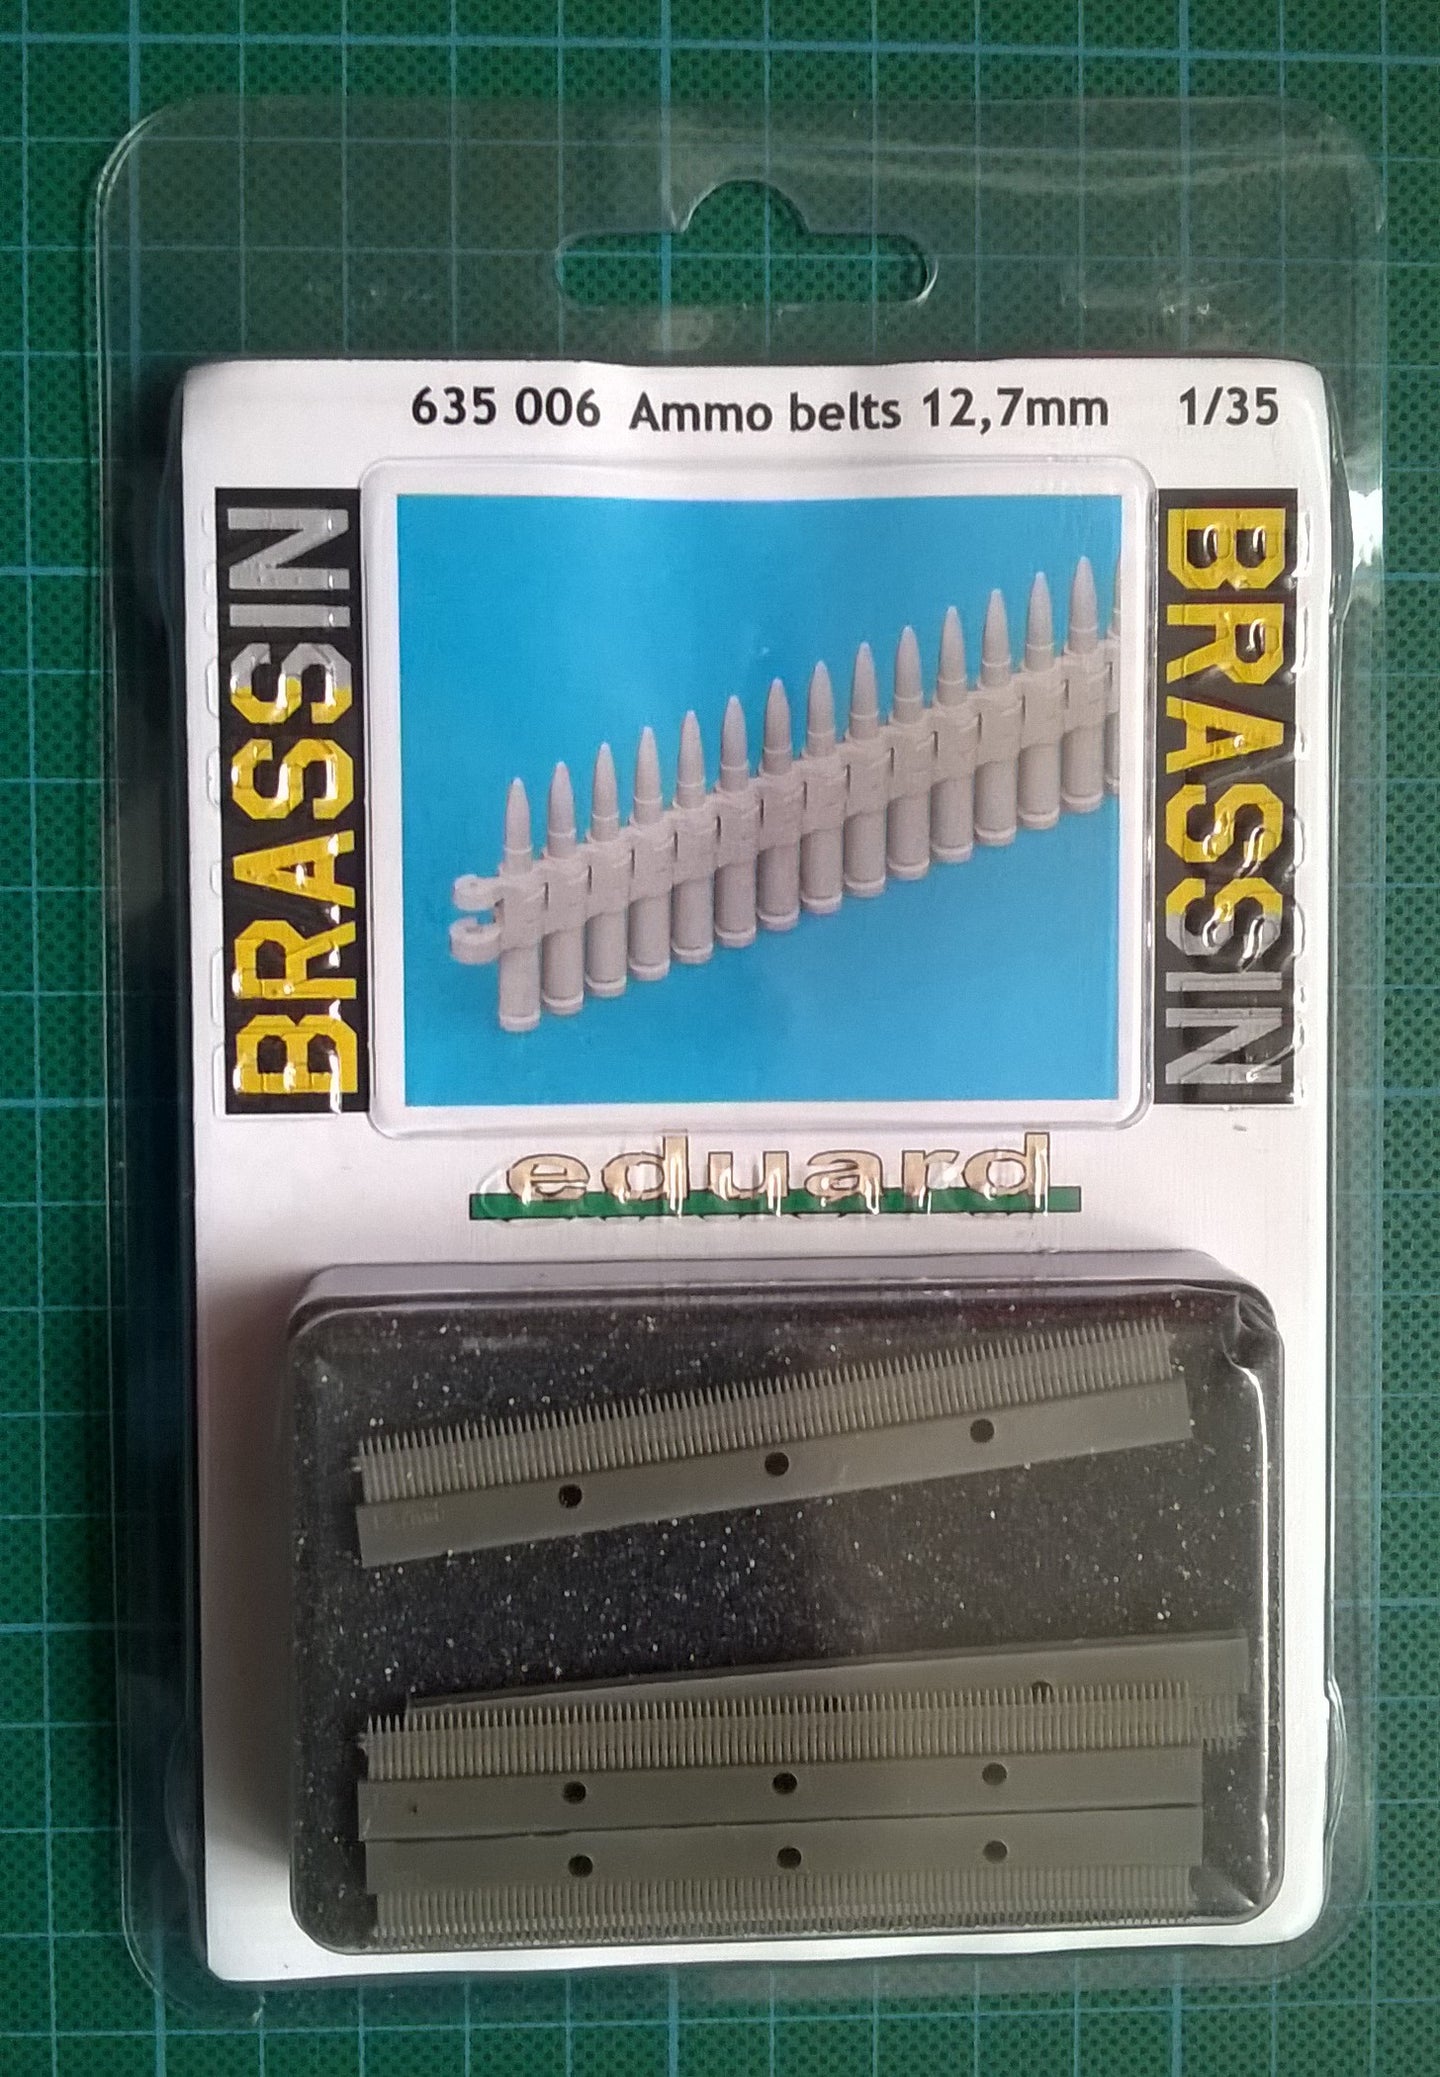 635 006 Ammo belts 12,7mm 1/35
BRASSIN
BRASSIN
eduard